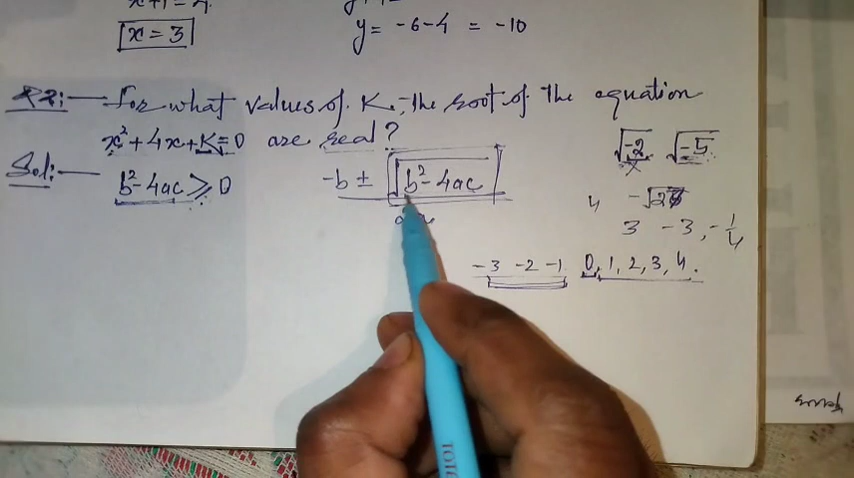 x+1 = 4
x = 3
y = -6-4 = -10
Q2:— For what values of K, the root of the equation
x²+4x+K=0 are real?
√-2 √-5
Sol:— b²-4ac ≥ 0
-b ± √b²-4ac
4
3 -3, -1/4
-3 -2 -1 0, 1, 2, 3, 4.